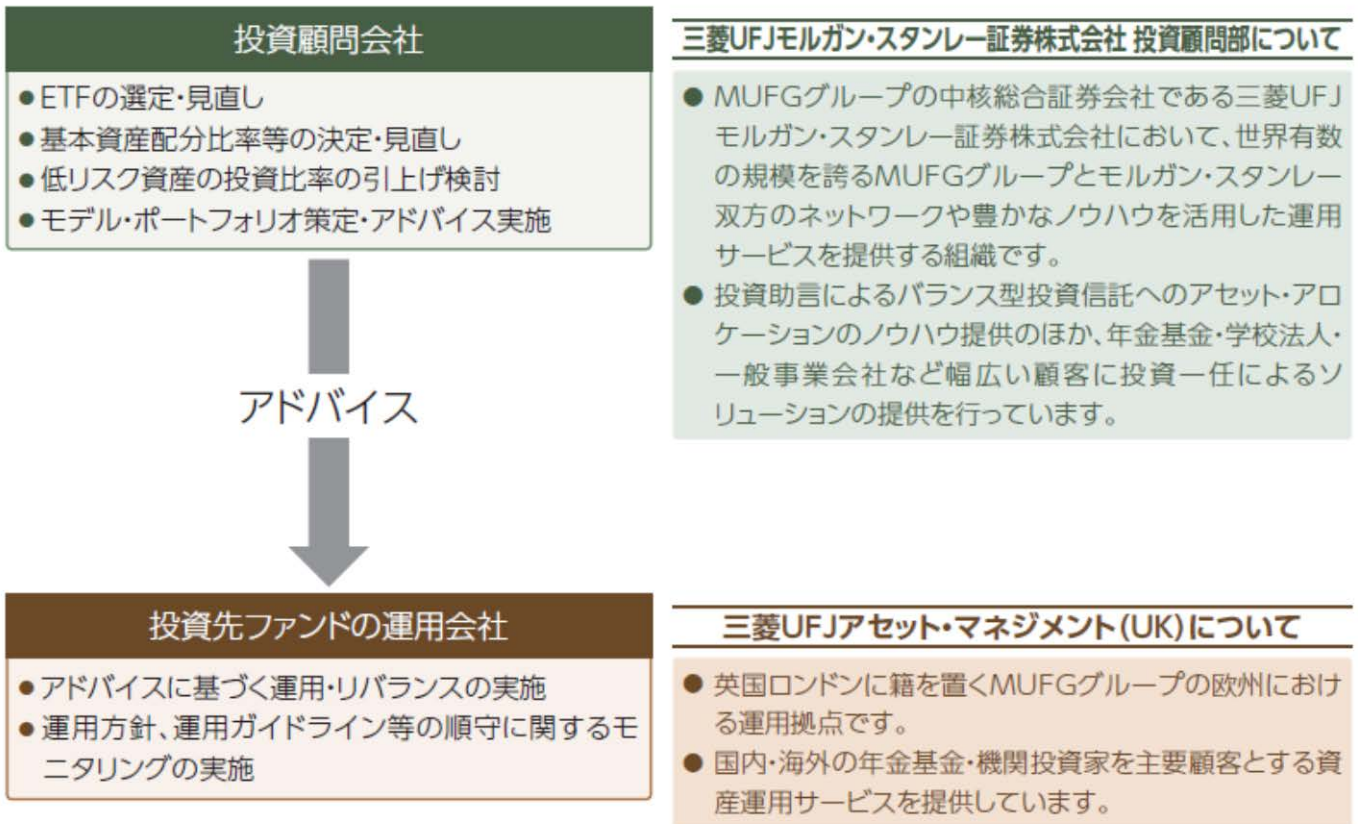 投資顧問会社
●ETFの選定・見直し
●基本資産配分比率等の決定・見直し
●低リスク資産の投資比率の引上げ検討
●モデル・ポートフォリオ策定・アドバイス実施
三菱UFJモルガン・スタンレー証券株式会社 投資顧問部について
● MUFGグループの中核総合証券会社である三菱UFJ
モルガン・スタンレー証券株式会社において、世界有数
の規模を誇るMUFGグループとモルガン・スタンレー
双方のネットワークや豊かなノウハウを活用した運用
サービスを提供する組織です。
● 投資助言によるバランス型投資信託へのアセット・アロ
ケーションのノウハウ提供のほか、年金基金・学校法人・
一般事業会社など幅広い顧客に投資一任によるソ
リューションの提供を行っています。
アドバイス
投資先ファンドの運用会社
●アドバイスに基づく運用・リバランスの実施
●運用方針、運用ガイドライン等の順守に関するモ
ニタリングの実施
三菱UFJアセット・マネジメント(UK)について
● 英国ロンドンに籍を置くMUFGグループの欧州におけ
る運用拠点です。
● 国内・海外の年金基金・機関投資家を主要顧客とする資
産運用サービスを提供しています。